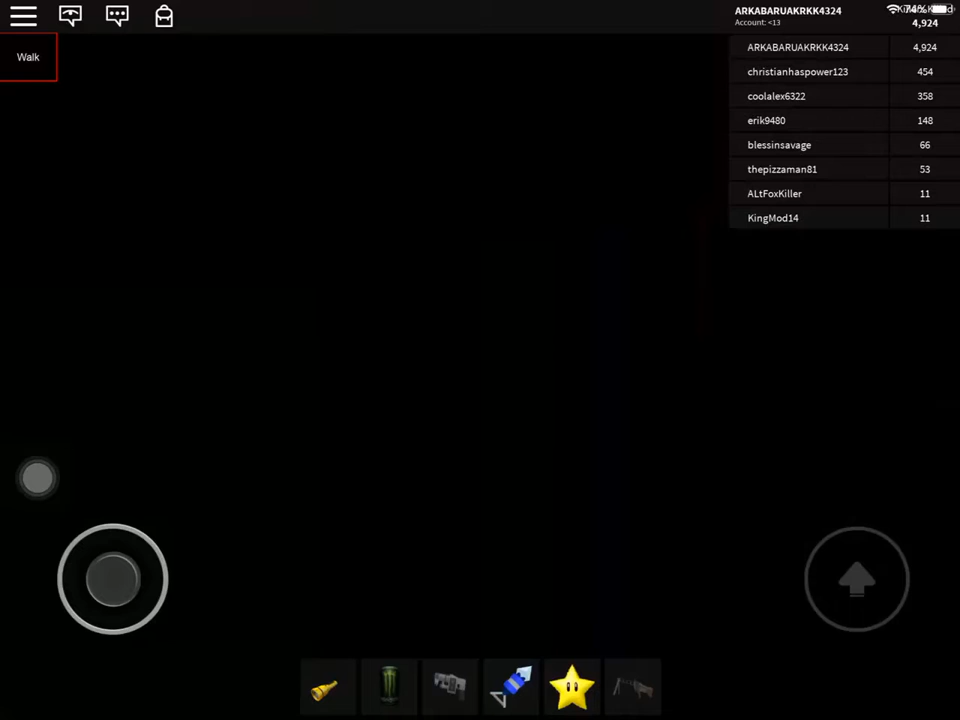 ARKABARUAKRKK4324
Account: <13
74%
4,924
Walk
ARKABARUAKRKK4324 4,924
christianhaspower123 454
coolalex6322 358
erik9480 148
blessinsavage 66
thepizzaman81 53
ALtFoxKiller 11
KingMod14 11